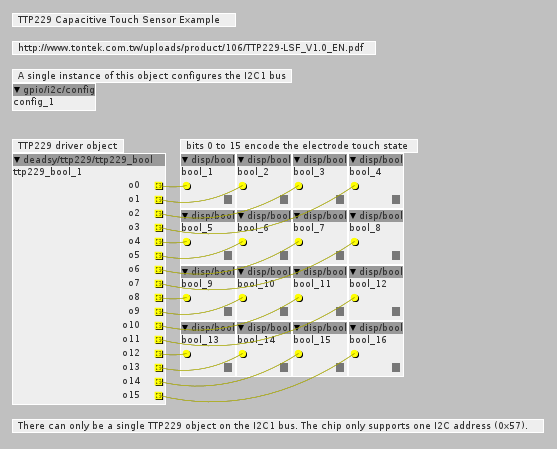 TTP229 Capacitive Touch Sensor Example
http://www.tontek.com.tw/uploads/product/106/TTP229-LSF_V1.0_EN.pdf
A single instance of this object configures the I2C1 bus
gpio/i2c/config
config_1
TTP229 driver object
deadsy/ttp229/ttp229_bool
ttp229_bool_1
o0
o1
o2
o3
o4
o5
o6
o7
o8
o9
o10
o11
o12
o13
o14
o15
bits 0 to 15 encode the electrode touch state
disp/bool disp/bool disp/bool disp/bool
bool_1 bool_2 bool_3 bool_4
disp/bool disp/bool disp/bool disp/bool
bool_5 bool_6 bool_7 bool_8
disp/bool disp/bool disp/bool disp/bool
bool_9 bool_10 bool_11 bool_12
disp/bool disp/bool disp/bool disp/bool
bool_13 bool_14 bool_15 bool_16
There can only be a single TTP229 object on the I2C1 bus. The chip only supports one I2C address (0x57).